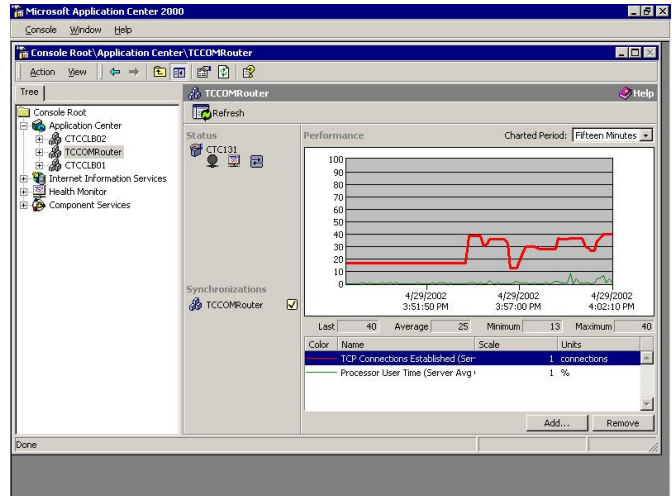 Microsoft Application Center 2000
Console Window Help
Console Root\Application Center\TCCOMRouter
Action View
Tree
TCCOMRouter
Help
Console Root
Application Center
CTCCLB02
TCCOMRouter
CTCCLB01
Internet Information Services
Health Monitor
Component Services
Refresh
Status
CTC131
Synchronizations
TCCOMRouter
Performance
Charted Period: Fifteen Minutes
100
90
80
70
60
50
40
30
20
10
0
4/29/2002 4/29/2002 4/29/2002
3:51:50 PM 3:57:00 PM 4:02:10 PM
Last 40 Average 25 Minimum 13 Maximum 40
Color Name Scale Units
TCP Connections Established (Ser 1 connections
Processor User Time (Server Avg 1 %
Add... Remove
Done